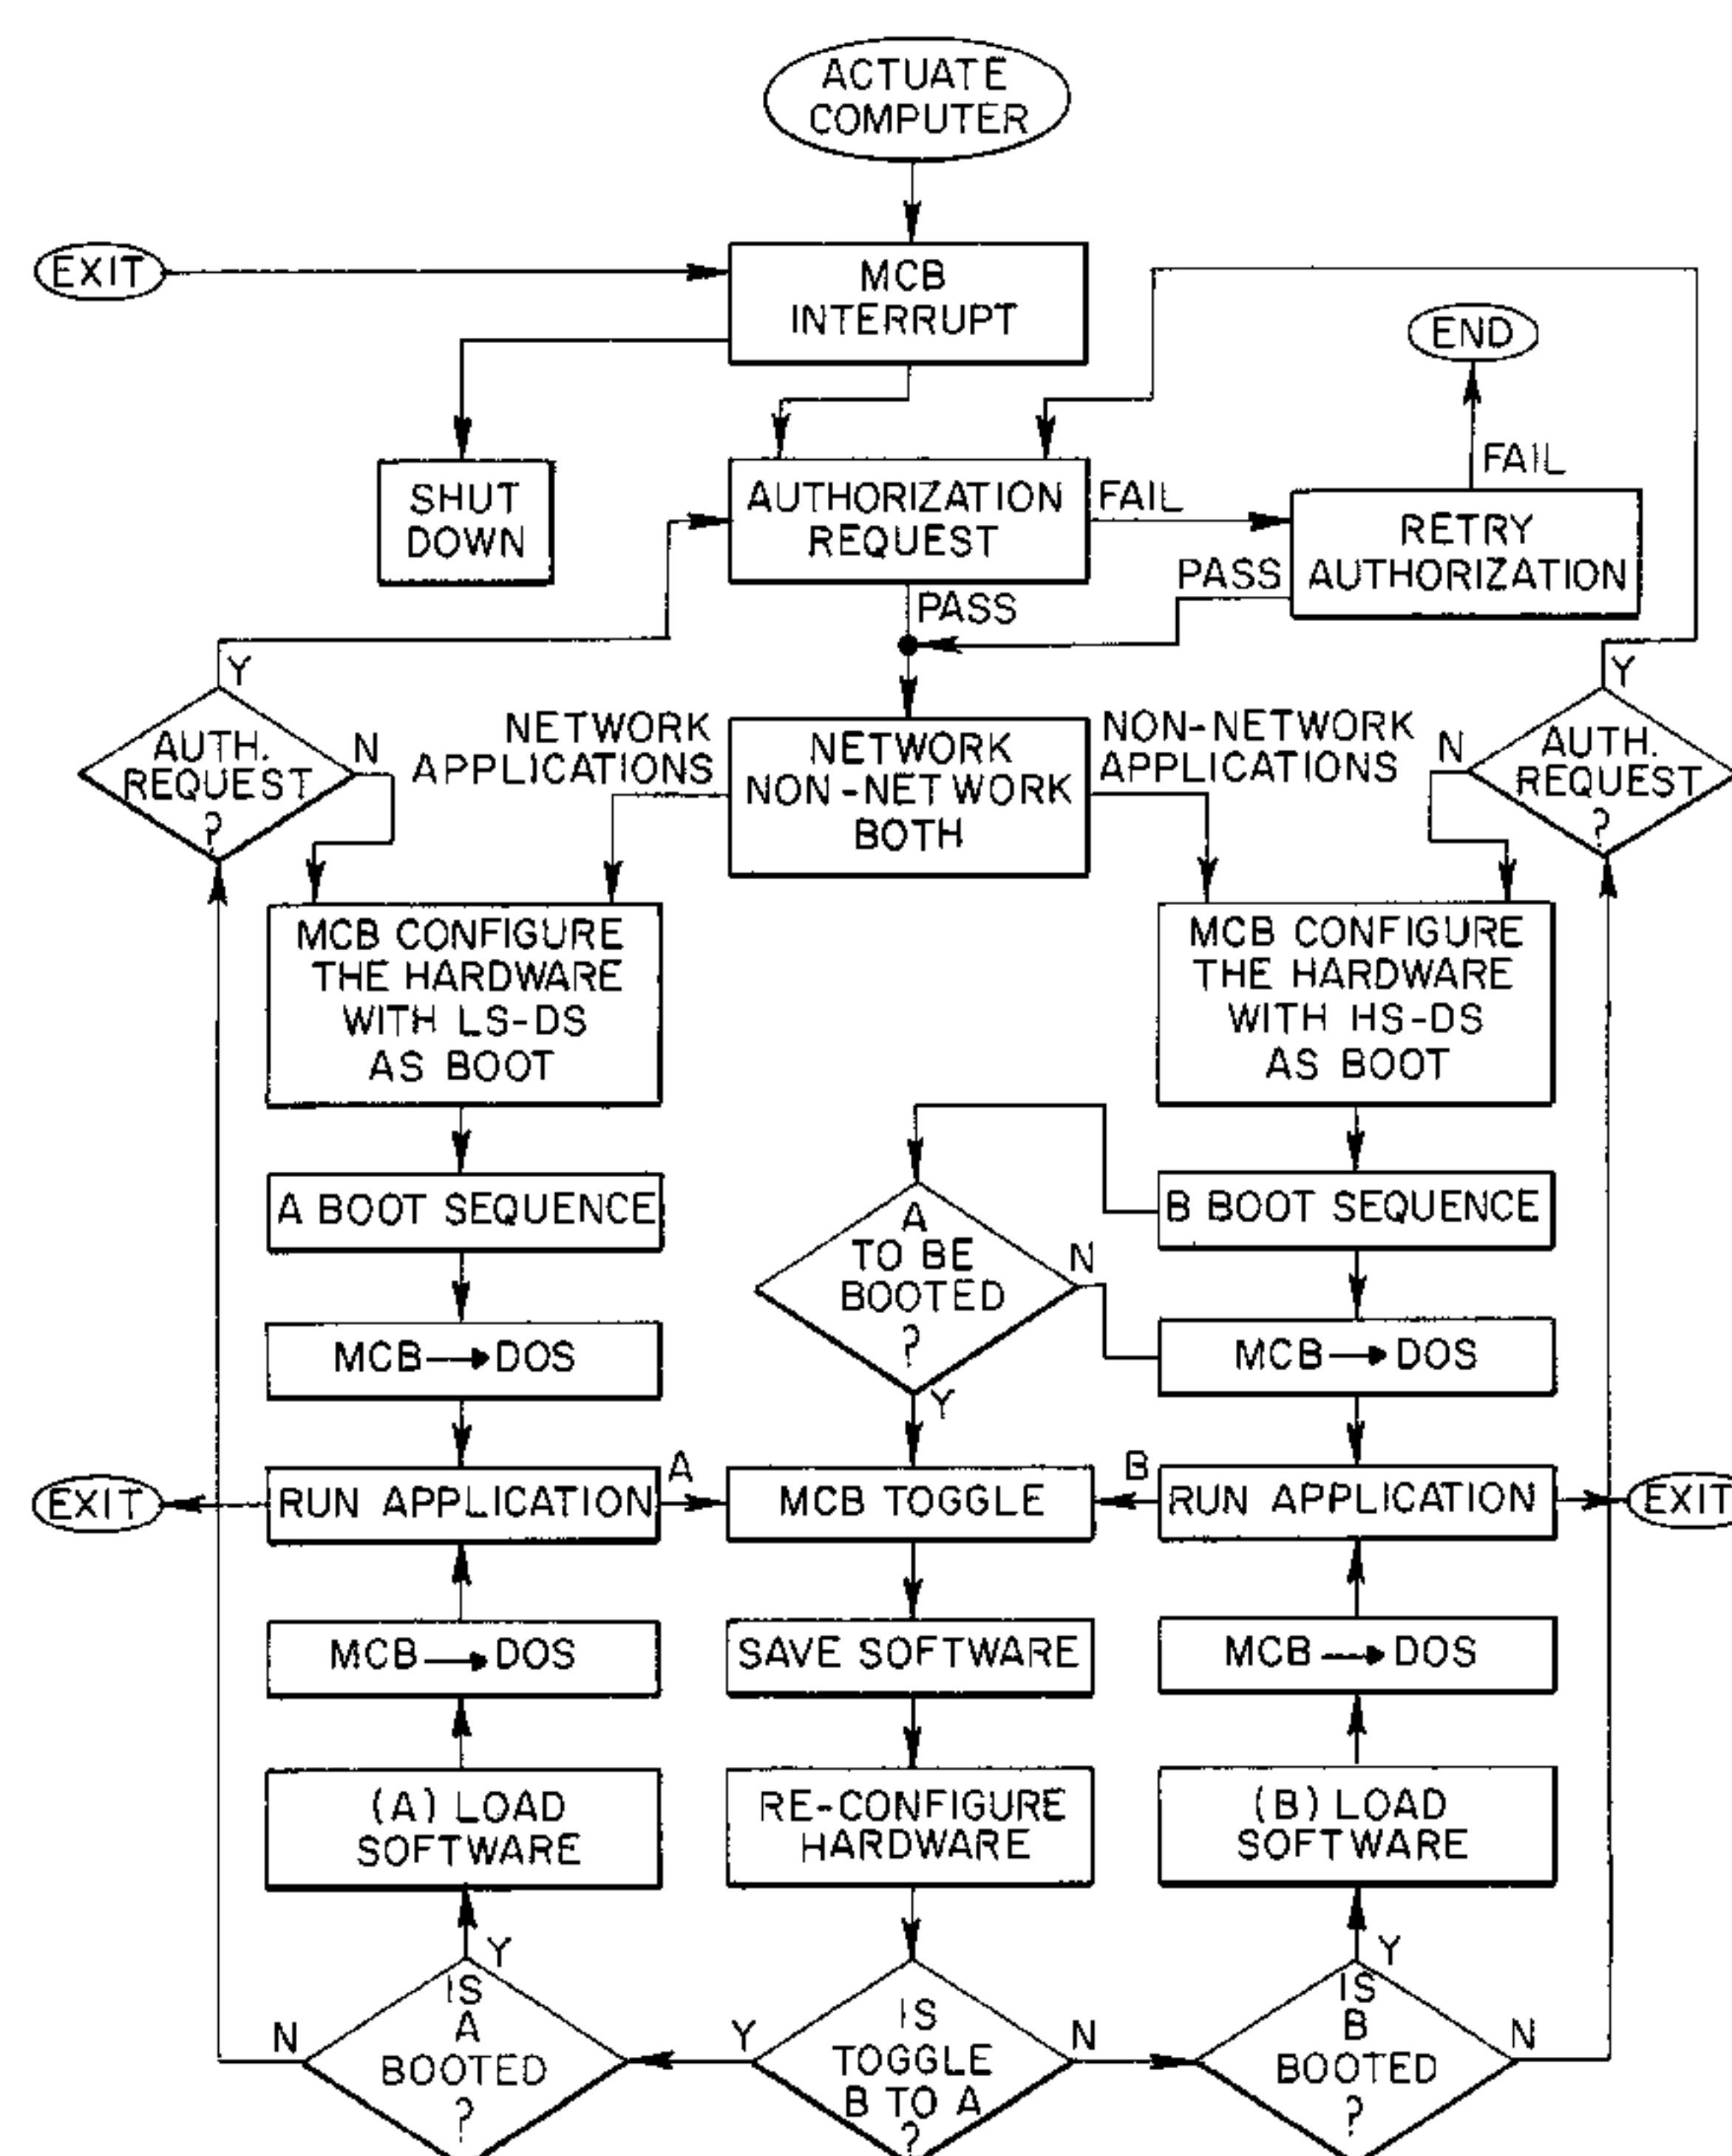 ACTUATE
COMPUTER
EXIT
MCB
INTERRUPT
END
FAIL
SHUT
DOWN
AUTHORIZATION
REQUEST
FAIL
RETRY
AUTHORIZATION
PASS
PASS
Y
Y
AUTH.
REQUEST
?
N
NETWORK
APPLICATIONS
NETWORK
NON-NETWORK
BOTH
NON-NETWORK
APPLICATIONS
N
AUTH.
REQUEST
?
MCB CONFIGURE
THE HARDWARE
WITH LS-DS
AS BOOT
MCB CONFIGURE
THE HARDWARE
WITH HS-DS
AS BOOT
A BOOT SEQUENCE
A
TO BE
BOOTED
?
N
B BOOT SEQUENCE
MCB→DOS
MCB→DOS
Y
EXIT
RUN APPLICATION
A
MCB TOGGLE
B
RUN APPLICATION
EXIT
MCB→DOS
SAVE SOFTWARE
MCB→DOS
(A) LOAD
SOFTWARE
RE-CONFIGURE
HARDWARE
(B) LOAD
SOFTWARE
Y
Y
N
IS
A
BOOTED
?
Y
IS
TOGGLE
B TO A
?
N
IS
B
BOOTED
?
N